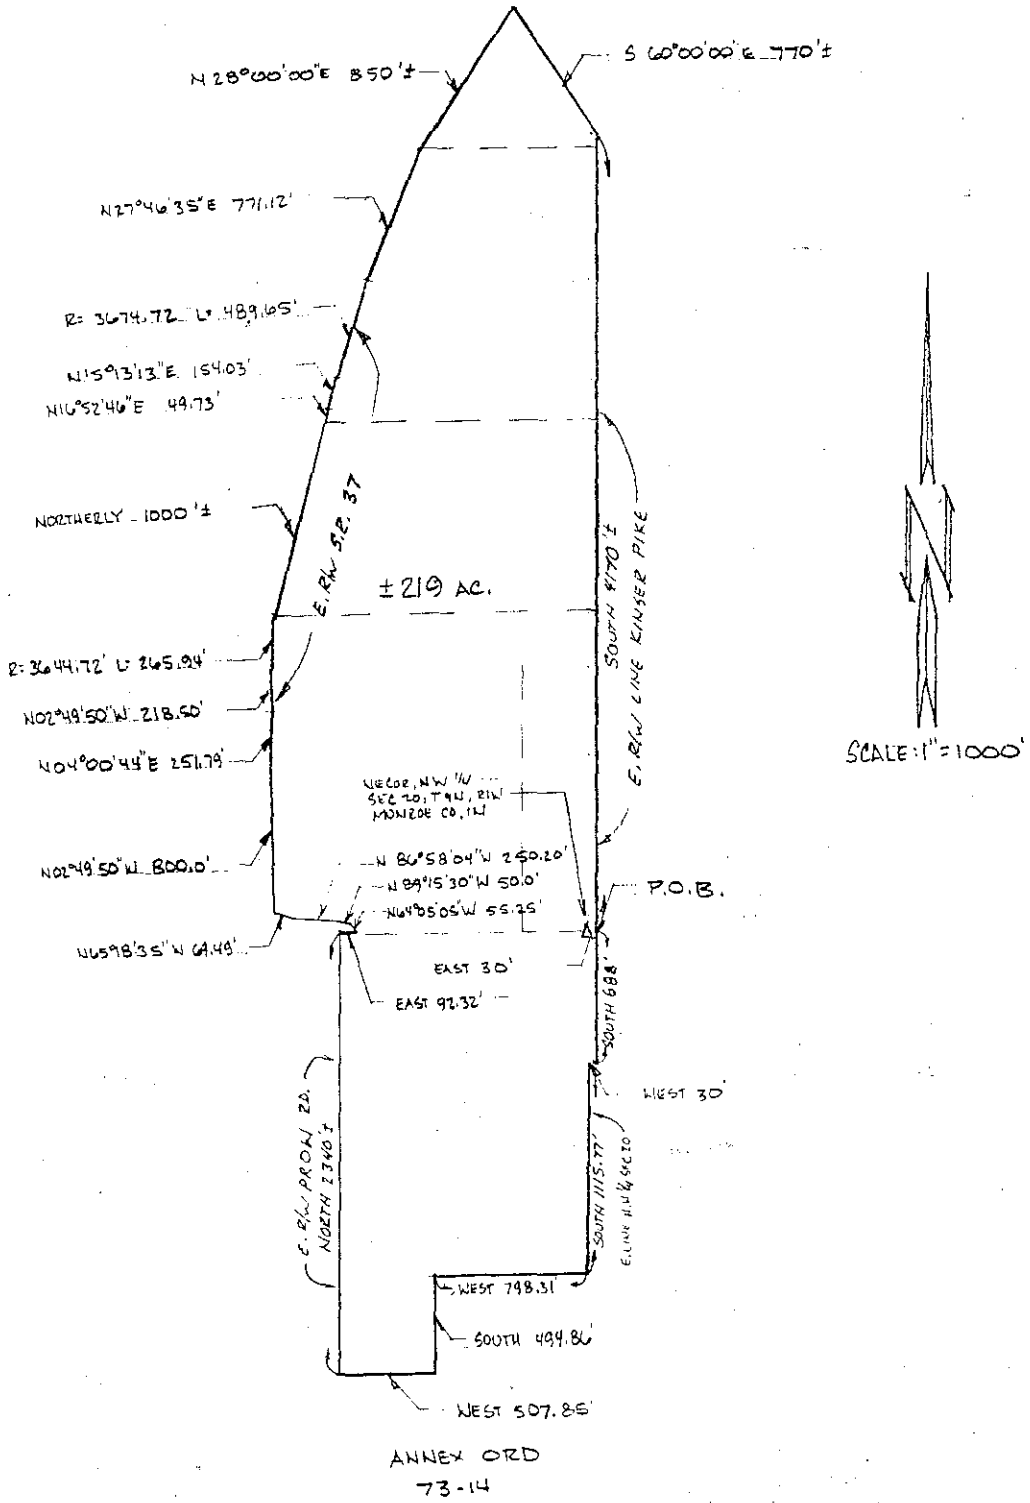 N 28°00'00"E 850'±
S 60°00'00"E 770'±
N27°46'35"E 771.12'
R= 3674.72 L= 489.65'
N15°13'13"E 154.03'
N16°52'46"E 49.73'
NORTHERLY 1000'±
E. R/W S.R. 37
±219 AC.
SOUTH 4170'±
E. R/W LINE KINSER PIKE
R=3644.72' L= 265.94'
N02°49'50"W 218.50'
N04°00'44"E 251.79'
SCALE: 1"=1000'
NE COR, NW 1/4
SEC 20, T9N, R1W
MONROE CO, IN
N02°49'50"W 800.0'
N 86°58'04"W 250.20'
N 89°15'30"W 50.0'
N64°05'05"W 55.25'
P.O.B.
N65°18'35"W 69.49'
EAST 30'
EAST 92.32'
SOUTH 688'
WEST 30'
E. R/W PROW RD.
NORTH 2340'±
SOUTH 1115.77'
E. LINE N.W 1/4 SEC 20
WEST 798.31'
SOUTH 494.86'
WEST 507.85'
ANNEX ORD
73-14